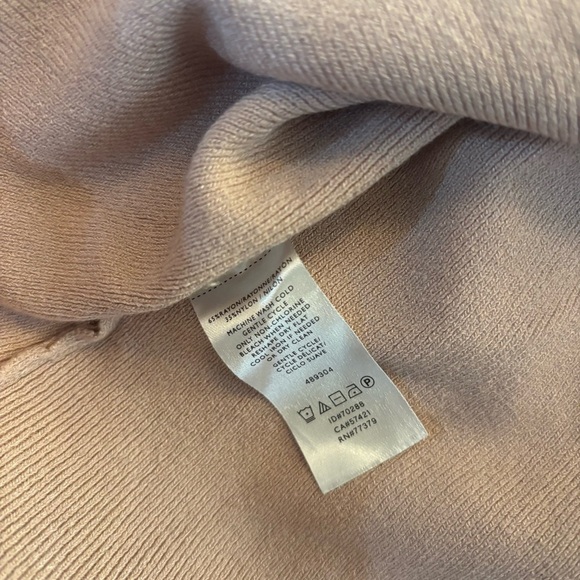 65%RAYON/RAYONNE/RAYÓN
35%NYLON / NILÓN
MACHINE WASH COLD
GENTLE CYCLE
ONLY NON CHLORINE
BLEACH WHEN NEEDED
RESHAPE DRY FLAT
COOL IRON IF NEEDED
OR DRY CLEAN
GENTLE CYCLE/
CYCLE DÉLICAT/
CICLO SUAVE
489304
P
ID#70288
CA#57421
RN#77379